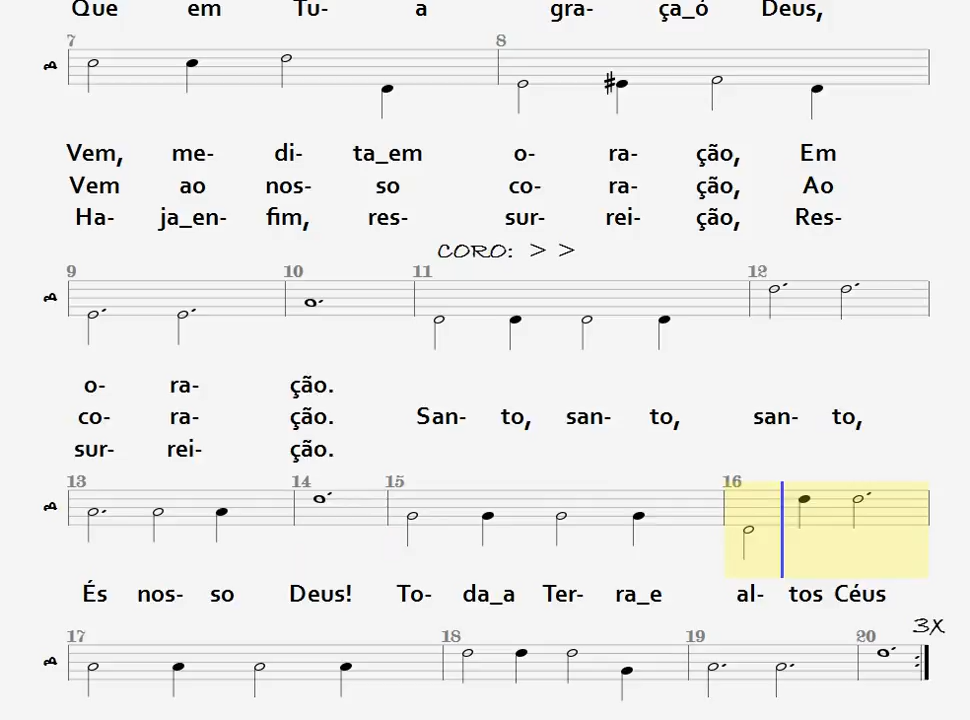 Que em Tu- a gra- ça_ó Deus,
7 8
A
Vem, me- di- ta_em o- ra- ção, Em
Vem ao nos- so co- ra- ção, Ao
Ha- ja_en- fim, res- sur- rei- ção, Res-
CORO: > >
9 10 11 12
A
o- ra- ção.
co- ra- ção. San- to, san- to, san- to,
sur- rei- ção.
13 14 15 16
A
És nos- so Deus! To- da_a Ter- ra_e al- tos Céus
3X
17 18 19 20
A